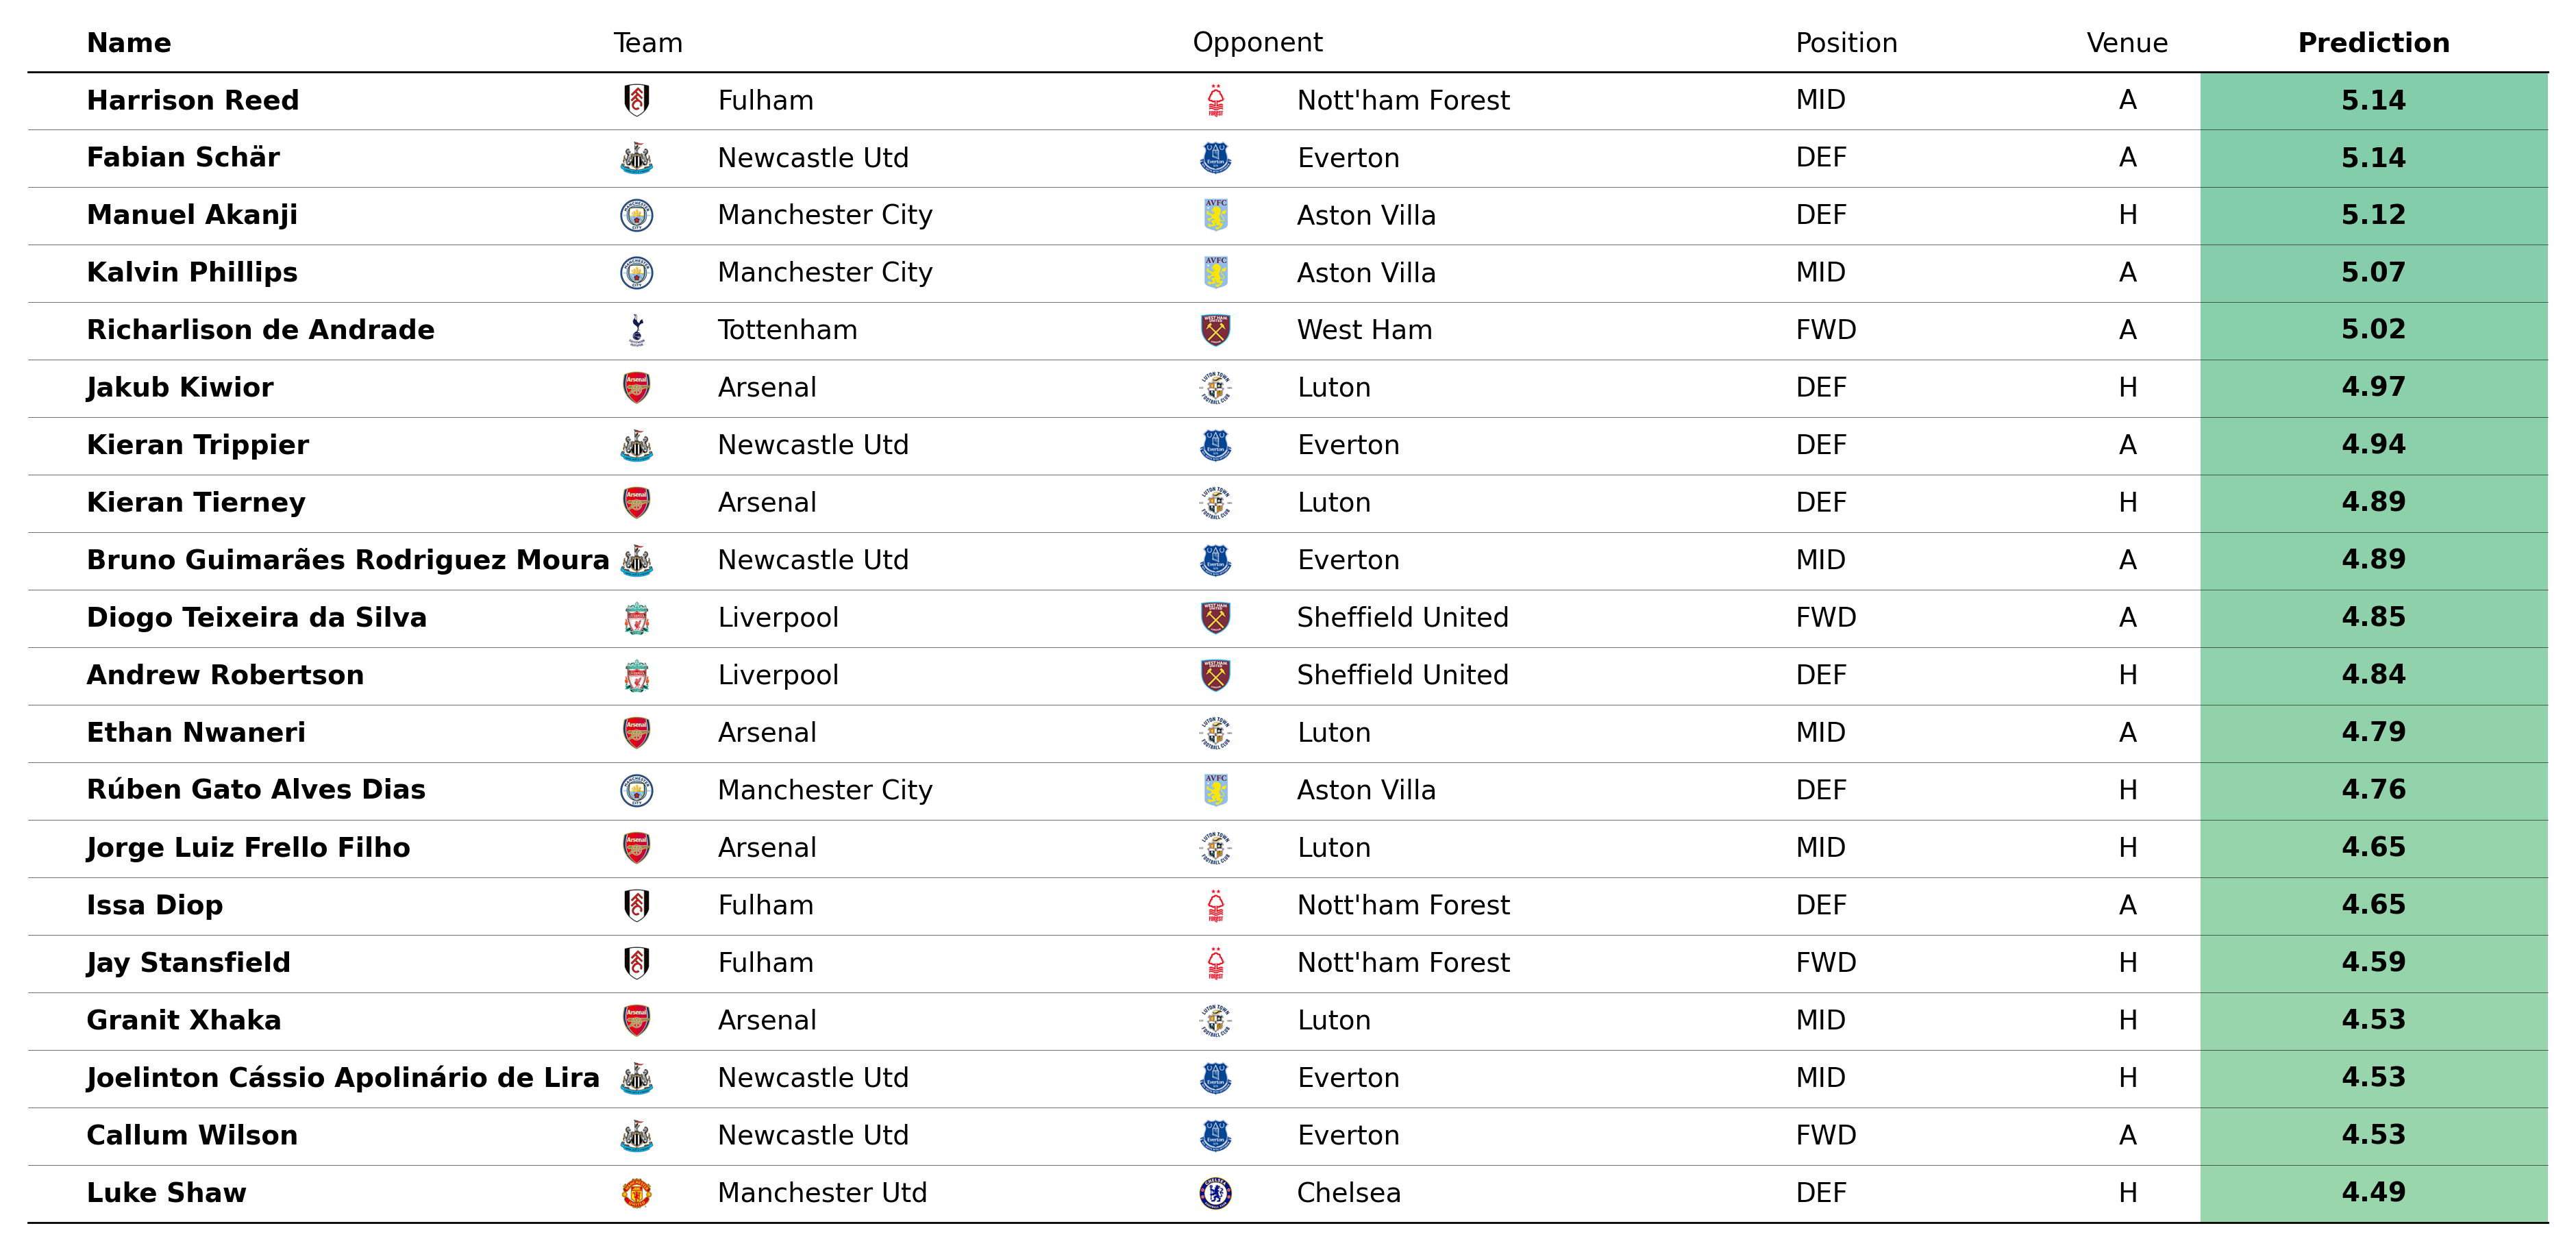 Name Team Opponent Position Venue Prediction
Harrison Reed Fulham Nott'ham Forest MID A 5.14
Fabian Schär Newcastle Utd Everton DEF A 5.14
Manuel Akanji Manchester City Aston Villa DEF H 5.12
Kalvin Phillips Manchester City Aston Villa MID A 5.07
Richarlison de Andrade Tottenham West Ham FWD A 5.02
Jakub Kiwior Arsenal Luton DEF H 4.97
Kieran Trippier Newcastle Utd Everton DEF A 4.94
Kieran Tierney Arsenal Luton DEF H 4.89
Bruno Guimarães Rodriguez Moura Newcastle Utd Everton MID A 4.89
Diogo Teixeira da Silva Liverpool Sheffield United FWD A 4.85
Andrew Robertson Liverpool Sheffield United DEF H 4.84
Ethan Nwaneri Arsenal Luton MID A 4.79
Rúben Gato Alves Dias Manchester City Aston Villa DEF H 4.76
Jorge Luiz Frello Filho Arsenal Luton MID H 4.65
Issa Diop Fulham Nott'ham Forest DEF A 4.65
Jay Stansfield Fulham Nott'ham Forest FWD H 4.59
Granit Xhaka Arsenal Luton MID H 4.53
Joelinton Cássio Apolinário de Lira Newcastle Utd Everton MID H 4.53
Callum Wilson Newcastle Utd Everton FWD A 4.53
Luke Shaw Manchester Utd Chelsea DEF H 4.49